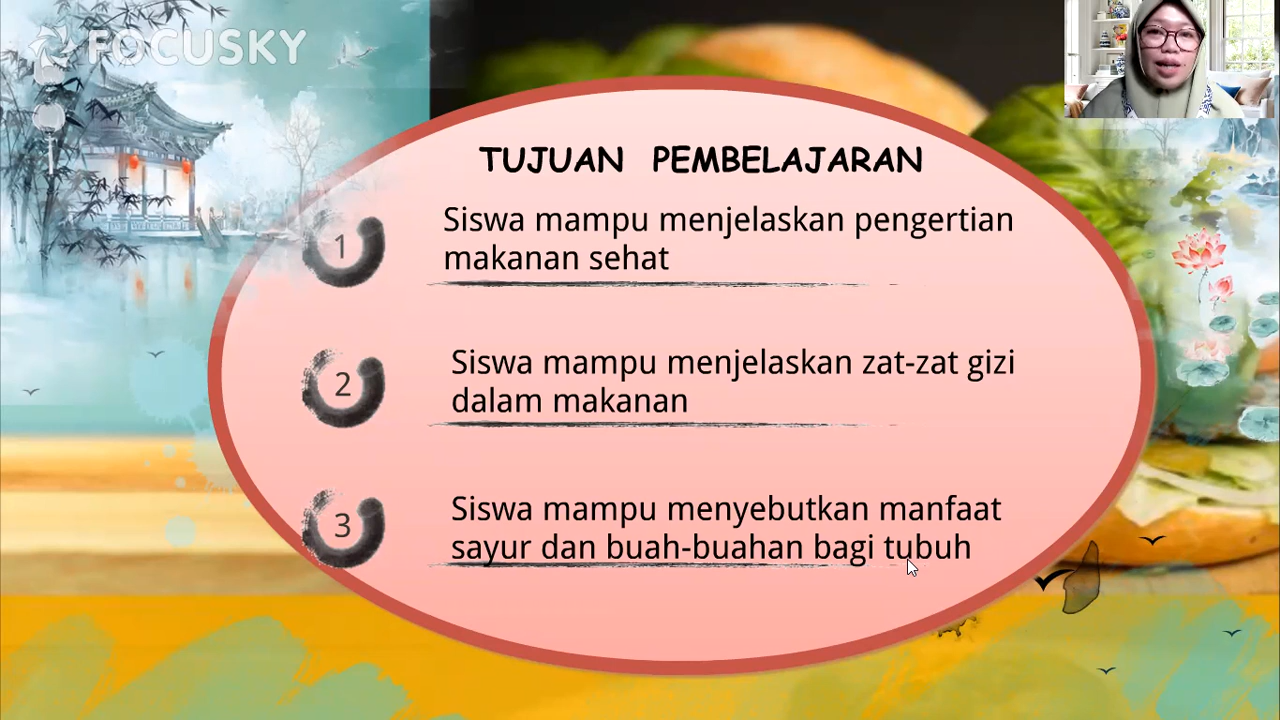 FOCUSKY
TUJUAN PEMBELAJARAN
1
Siswa mampu menjelaskan pengertian
makanan sehat
2
Siswa mampu menjelaskan zat-zat gizi
dalam makanan
3
Siswa mampu menyebutkan manfaat
sayur dan buah-buahan bagi tubuh